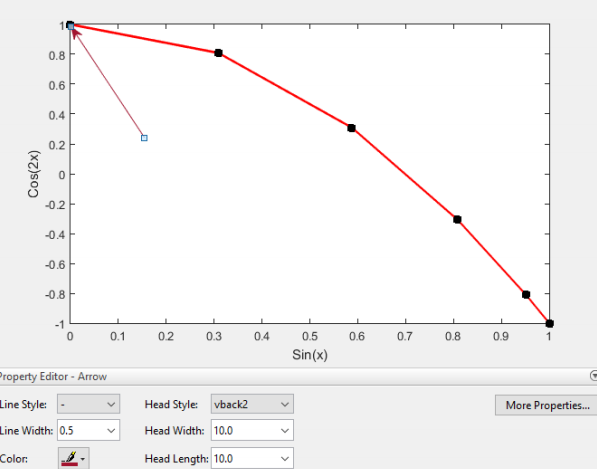 1
0.8
0.6
0.4
0.2
0
-0.2
-0.4
-0.6
-0.8
-1
Cos(2x)
0 0.1 0.2 0.3 0.4 0.5 0.6 0.7 0.8 0.9 1
Sin(x)
Property Editor - Arrow
Line Style: - Head Style: vback2 More Properties...
Line Width: 0.5 Head Width: 10.0
Color: Head Length: 10.0